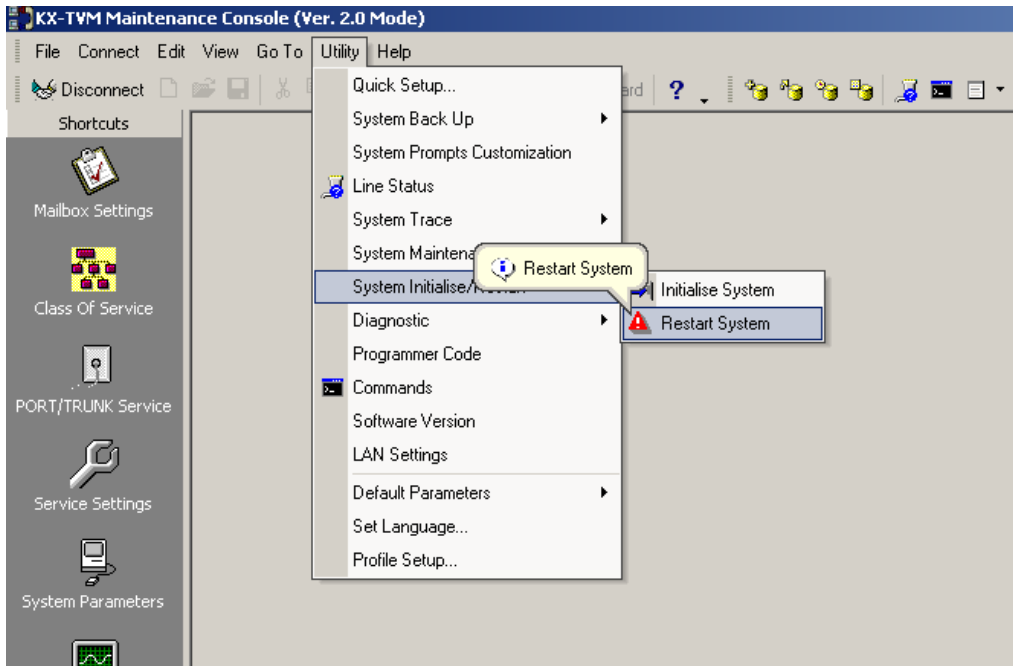 KX-TVM Maintenance Console (Ver. 2.0 Mode)
File Connect Edit View Go To Utility Help
Disconnect
?
Shortcuts
Mailbox Settings
Class Of Service
PORT/TRUNK Service
Service Settings
System Parameters
Quick Setup...
System Back Up
System Prompts Customization
Line Status
System Trace
System
System Initialise/
Diagnostic
Programmer Code
Commands
Software Version
LAN Settings
Default Parameters
Set Language...
Profile Setup...
Restart System
Initialise System
Restart System